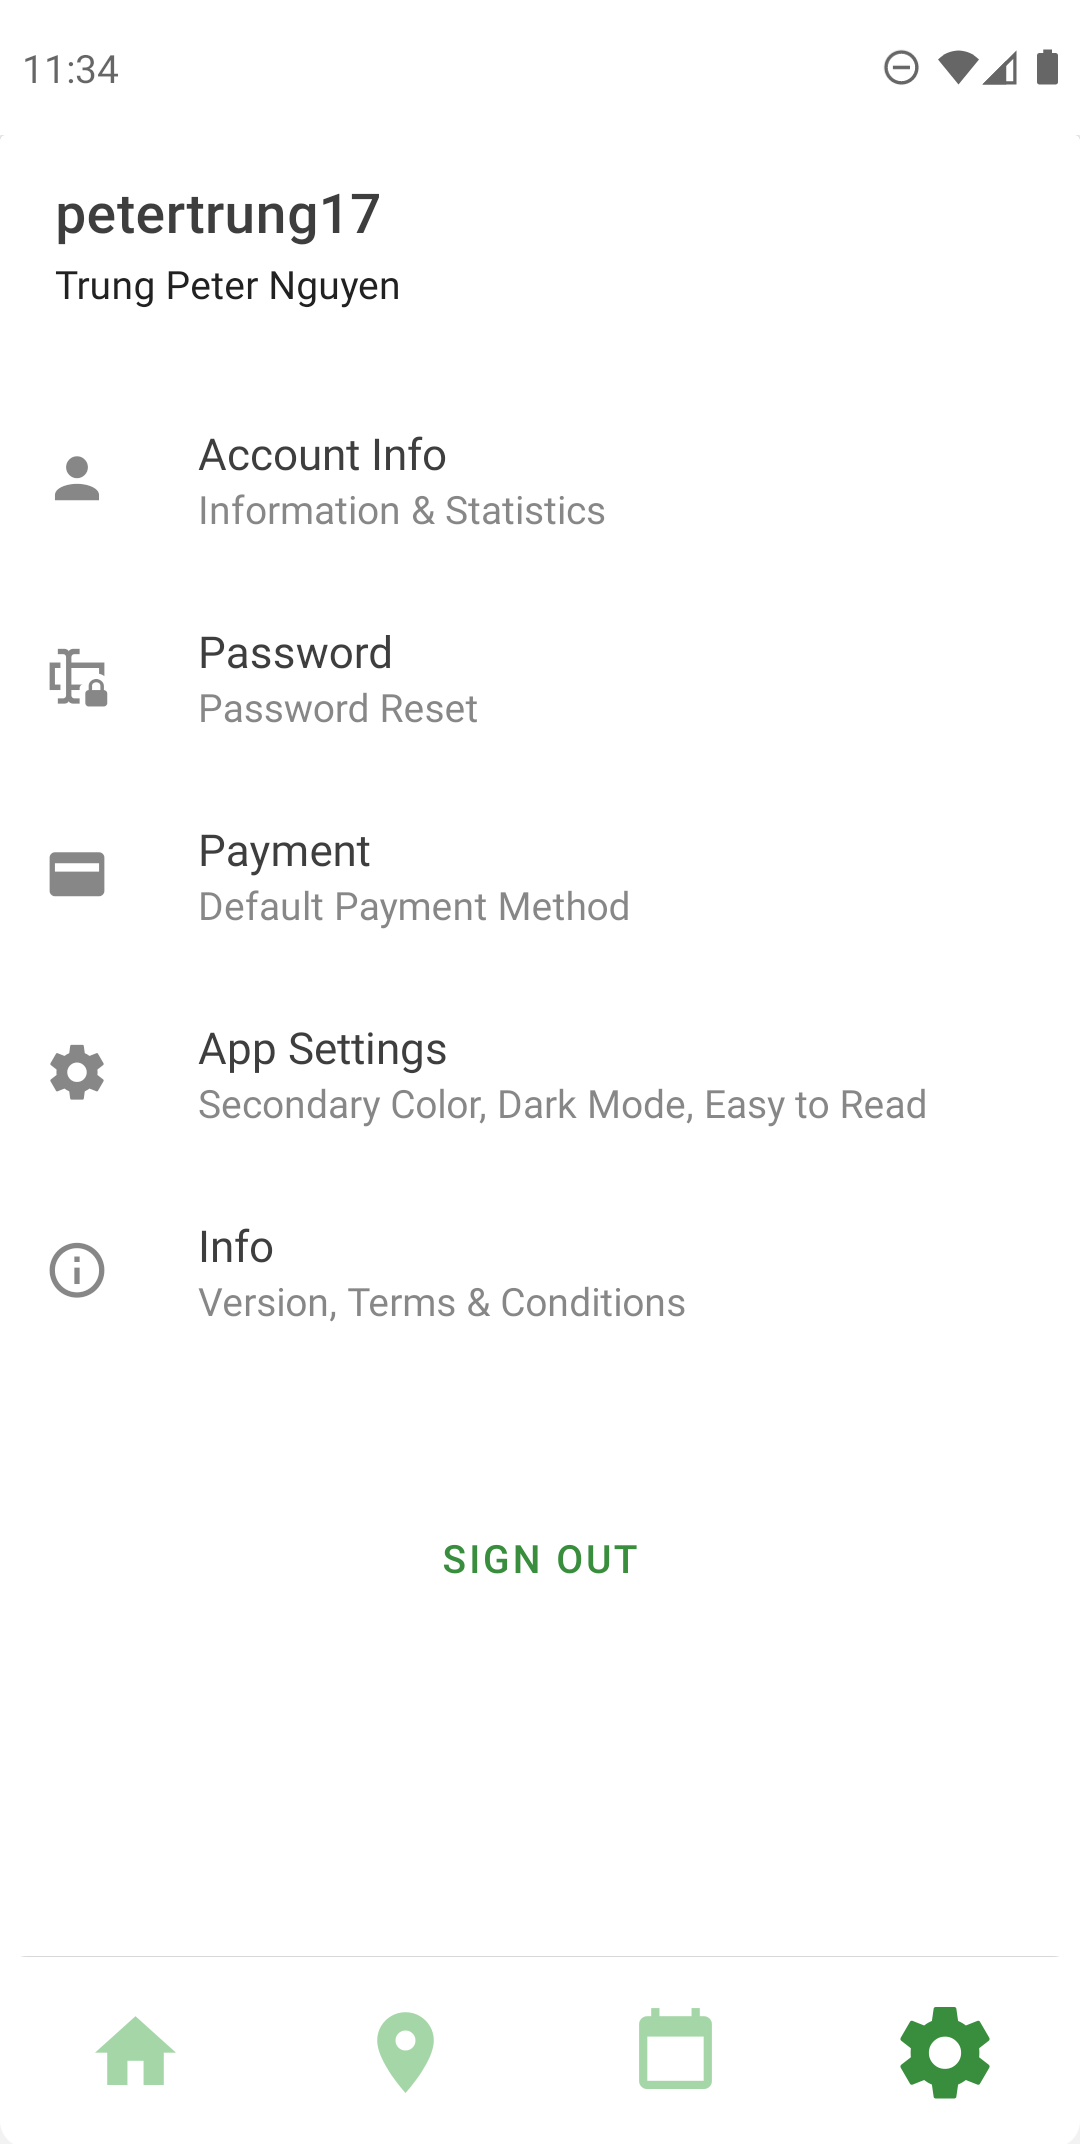 11:34
petertrung17
Trung Peter Nguyen
Account Info
Information & Statistics
Password
Password Reset
Payment
Default Payment Method
App Settings
Secondary Color, Dark Mode, Easy to Read
Info
Version, Terms & Conditions
SIGN OUT